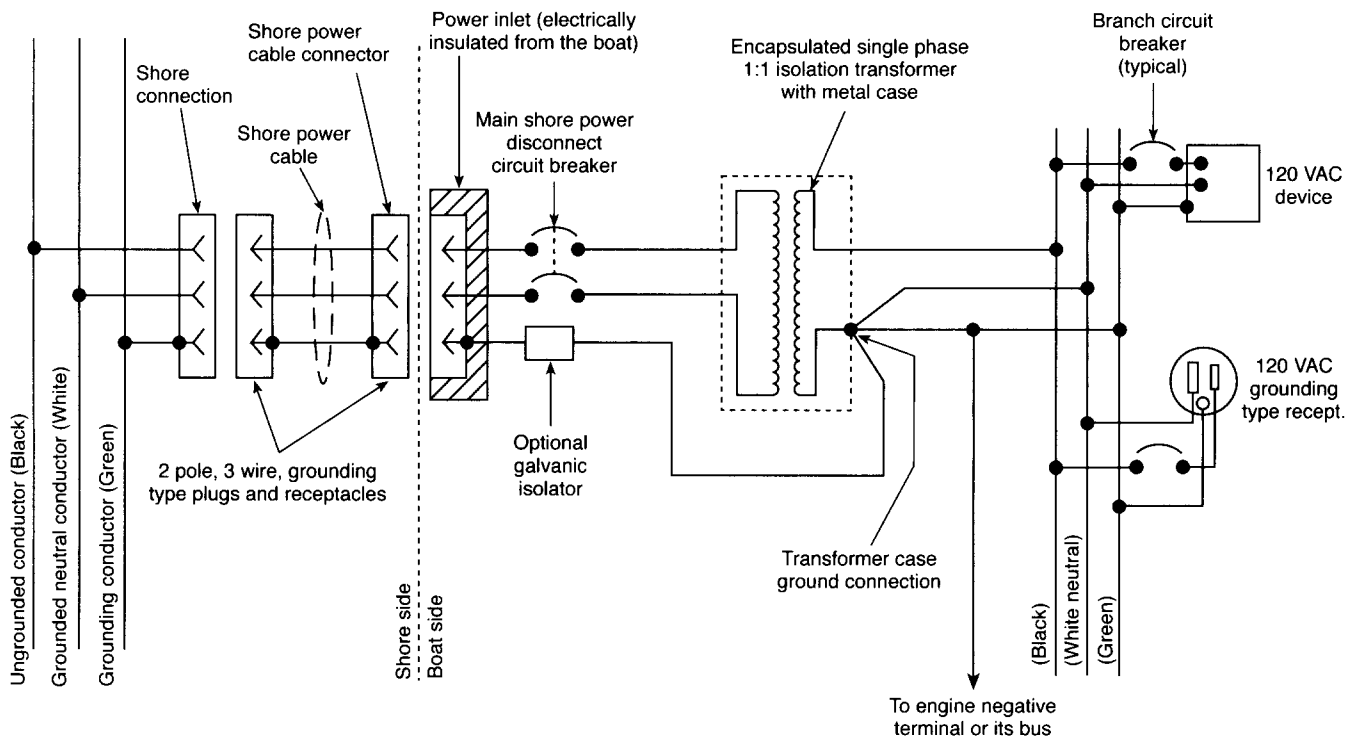 Shore
connection
Shore power
cable
Shore power
cable connector
Power inlet (electrically
insulated from the boat)
Main shore power
disconnect
circuit breaker
Encapsulated single phase
1:1 isolation transformer
with metal case
Branch circuit
breaker
(typical)
120 VAC
device
120 VAC
grounding
type recept.
2 pole, 3 wire, grounding
type plugs and receptacles
Optional
galvanic
isolator
Transformer case
ground connection
To engine negative
terminal or its bus
Ungrounded conductor (Black)
Grounded neutral conductor (White)
Grounding conductor (Green)
Shore side
Boat side
(Black)
(White neutral)
(Green)